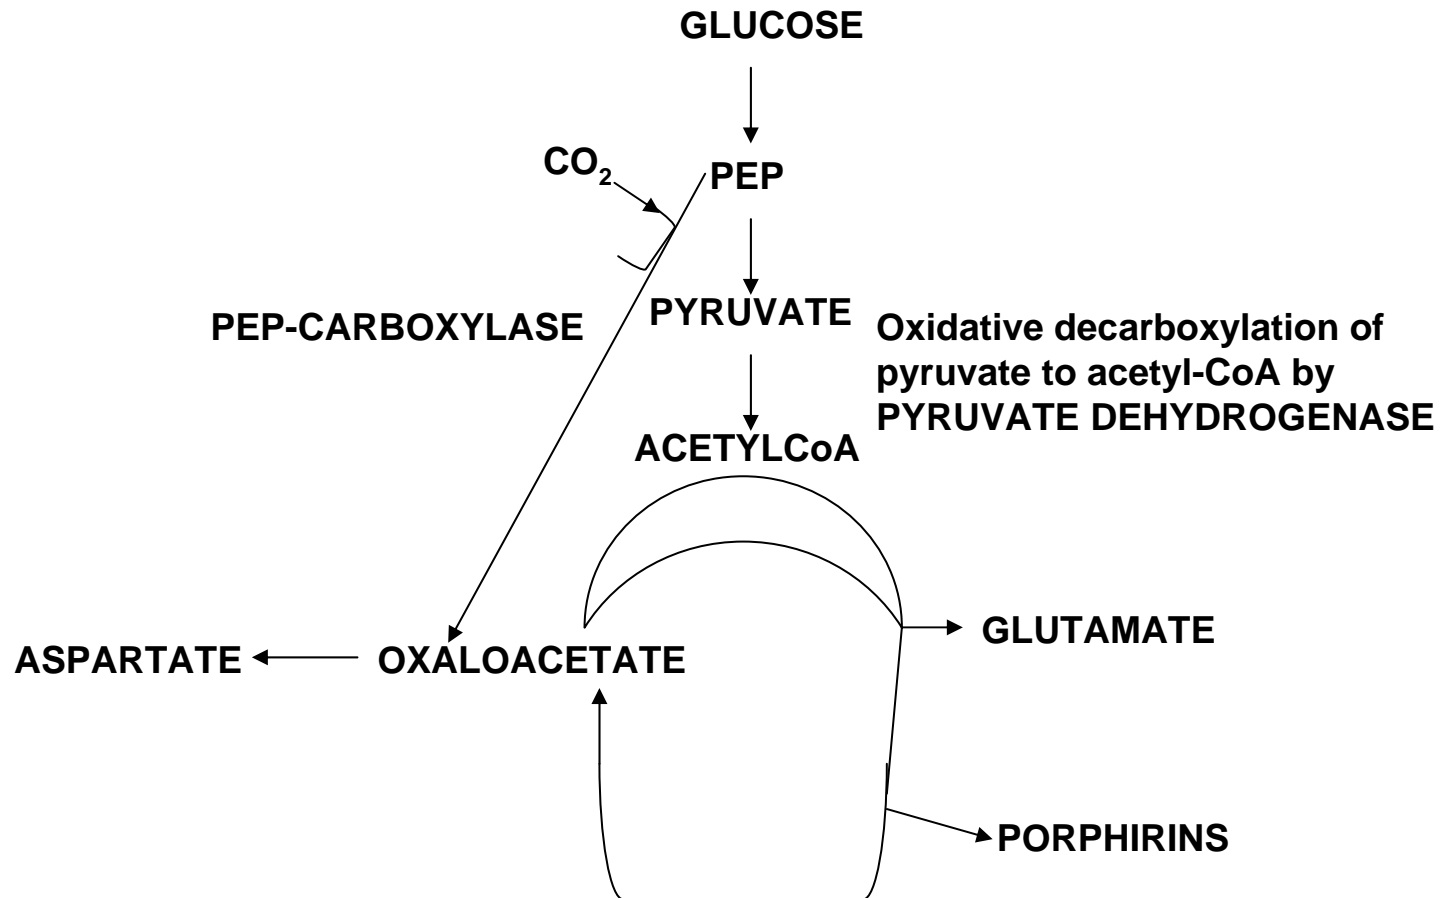 GLUCOSE
CO₂
PEP
PEP-CARBOXYLASE
PYRUVATE
Oxidative decarboxylation of
pyruvate to acetyl-CoA by
PYRUVATE DEHYDROGENASE
ACETYLCoA
GLUTAMATE
ASPARTATE
OXALOACETATE
PORPHIRINS